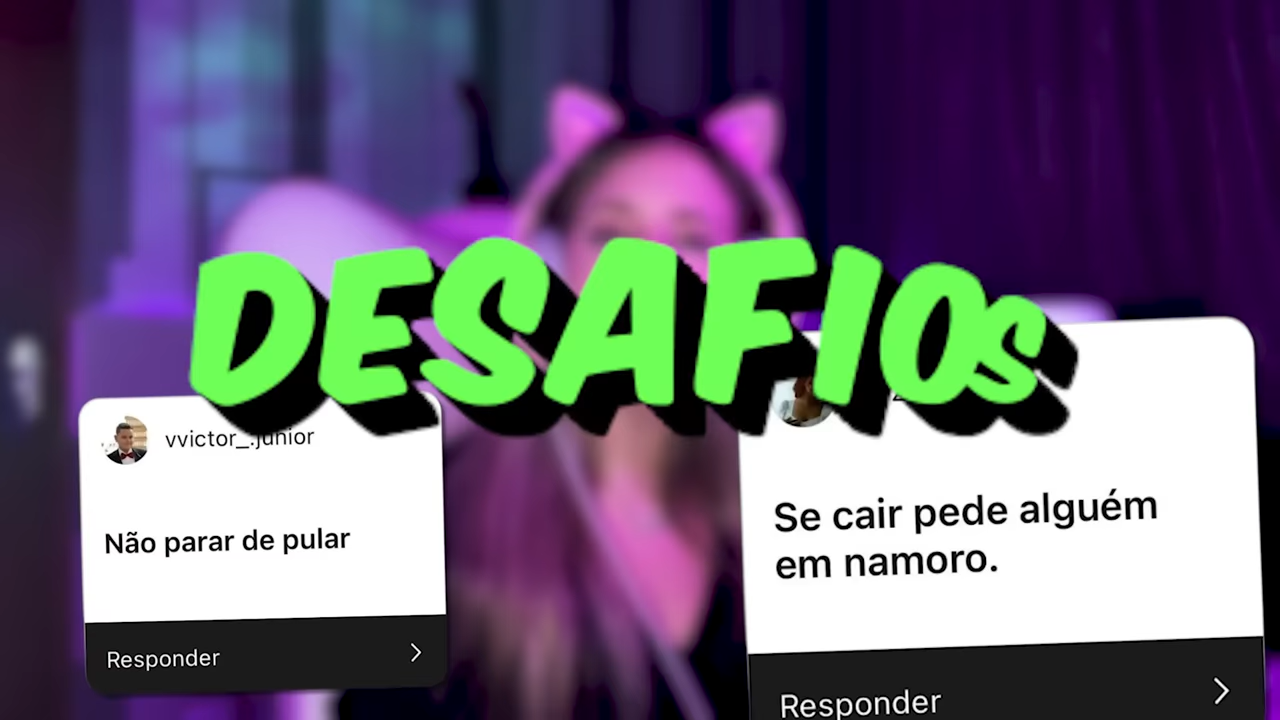 DESAFIOS
vvictor_.junior
Não parar de pular
Responder
Se cair pede alguém
em namoro.
Responder